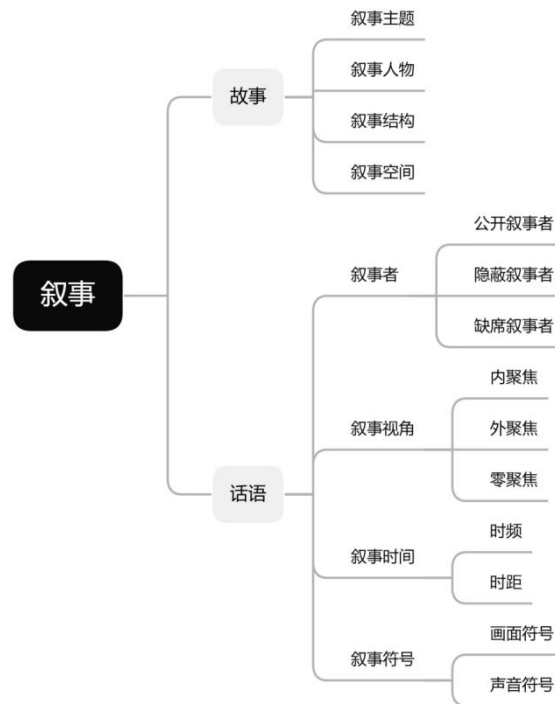 叙事
故事
叙事主题
叙事人物
叙事结构
叙事空间
话语
叙事者
公开叙事者
隐蔽叙事者
缺席叙事者
叙事视角
内聚焦
外聚焦
零聚焦
叙事时间
时频
时距
叙事符号
画面符号
声音符号